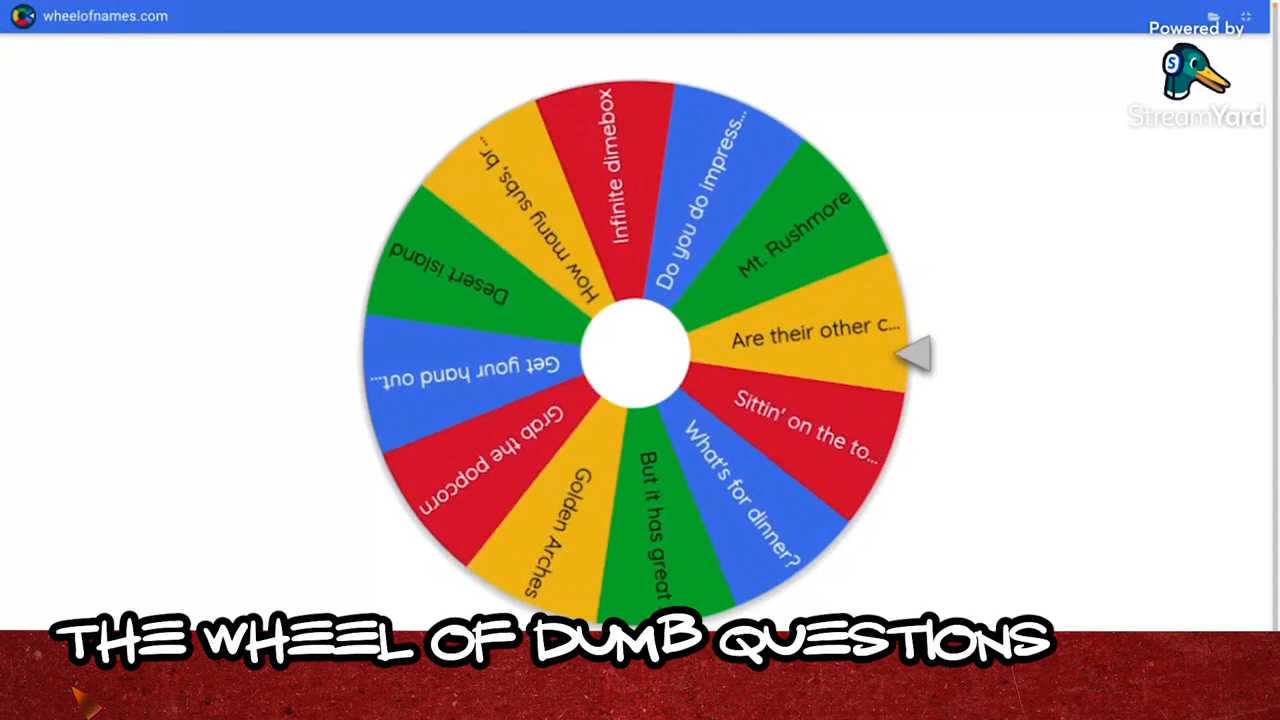 wheelofnames.com
Powered by
S
StreamYard
Infinite dimebox
Do you do impress...
Mt. Rushmore
Are their other c...
Sittin' on the to...
What's for dinner?
But it has great
Golden Arches
Grab the popcorn
Get your hand out...
Desert island
How many subs, br...
THE WHEEL OF DUMB QUESTIONS